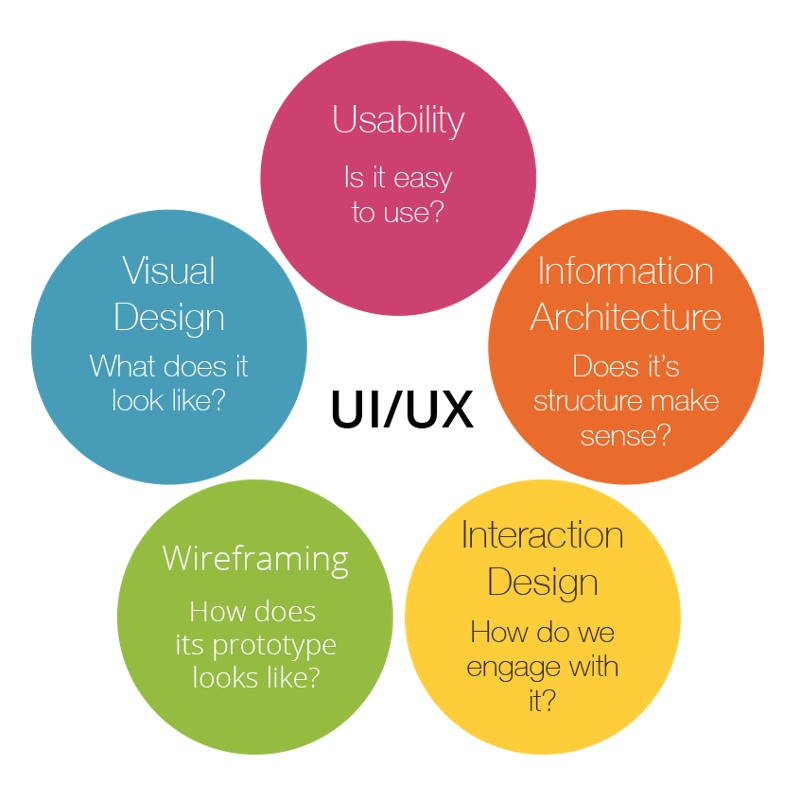 Usability
Is it easy
to use?
Visual
Design
What does it
look like?
Information
Architecture
Does it’s
structure make
sense?
UI/UX
Wireframing
How does
its prototype
looks like?
Interaction
Design
How do we
engage with
it?